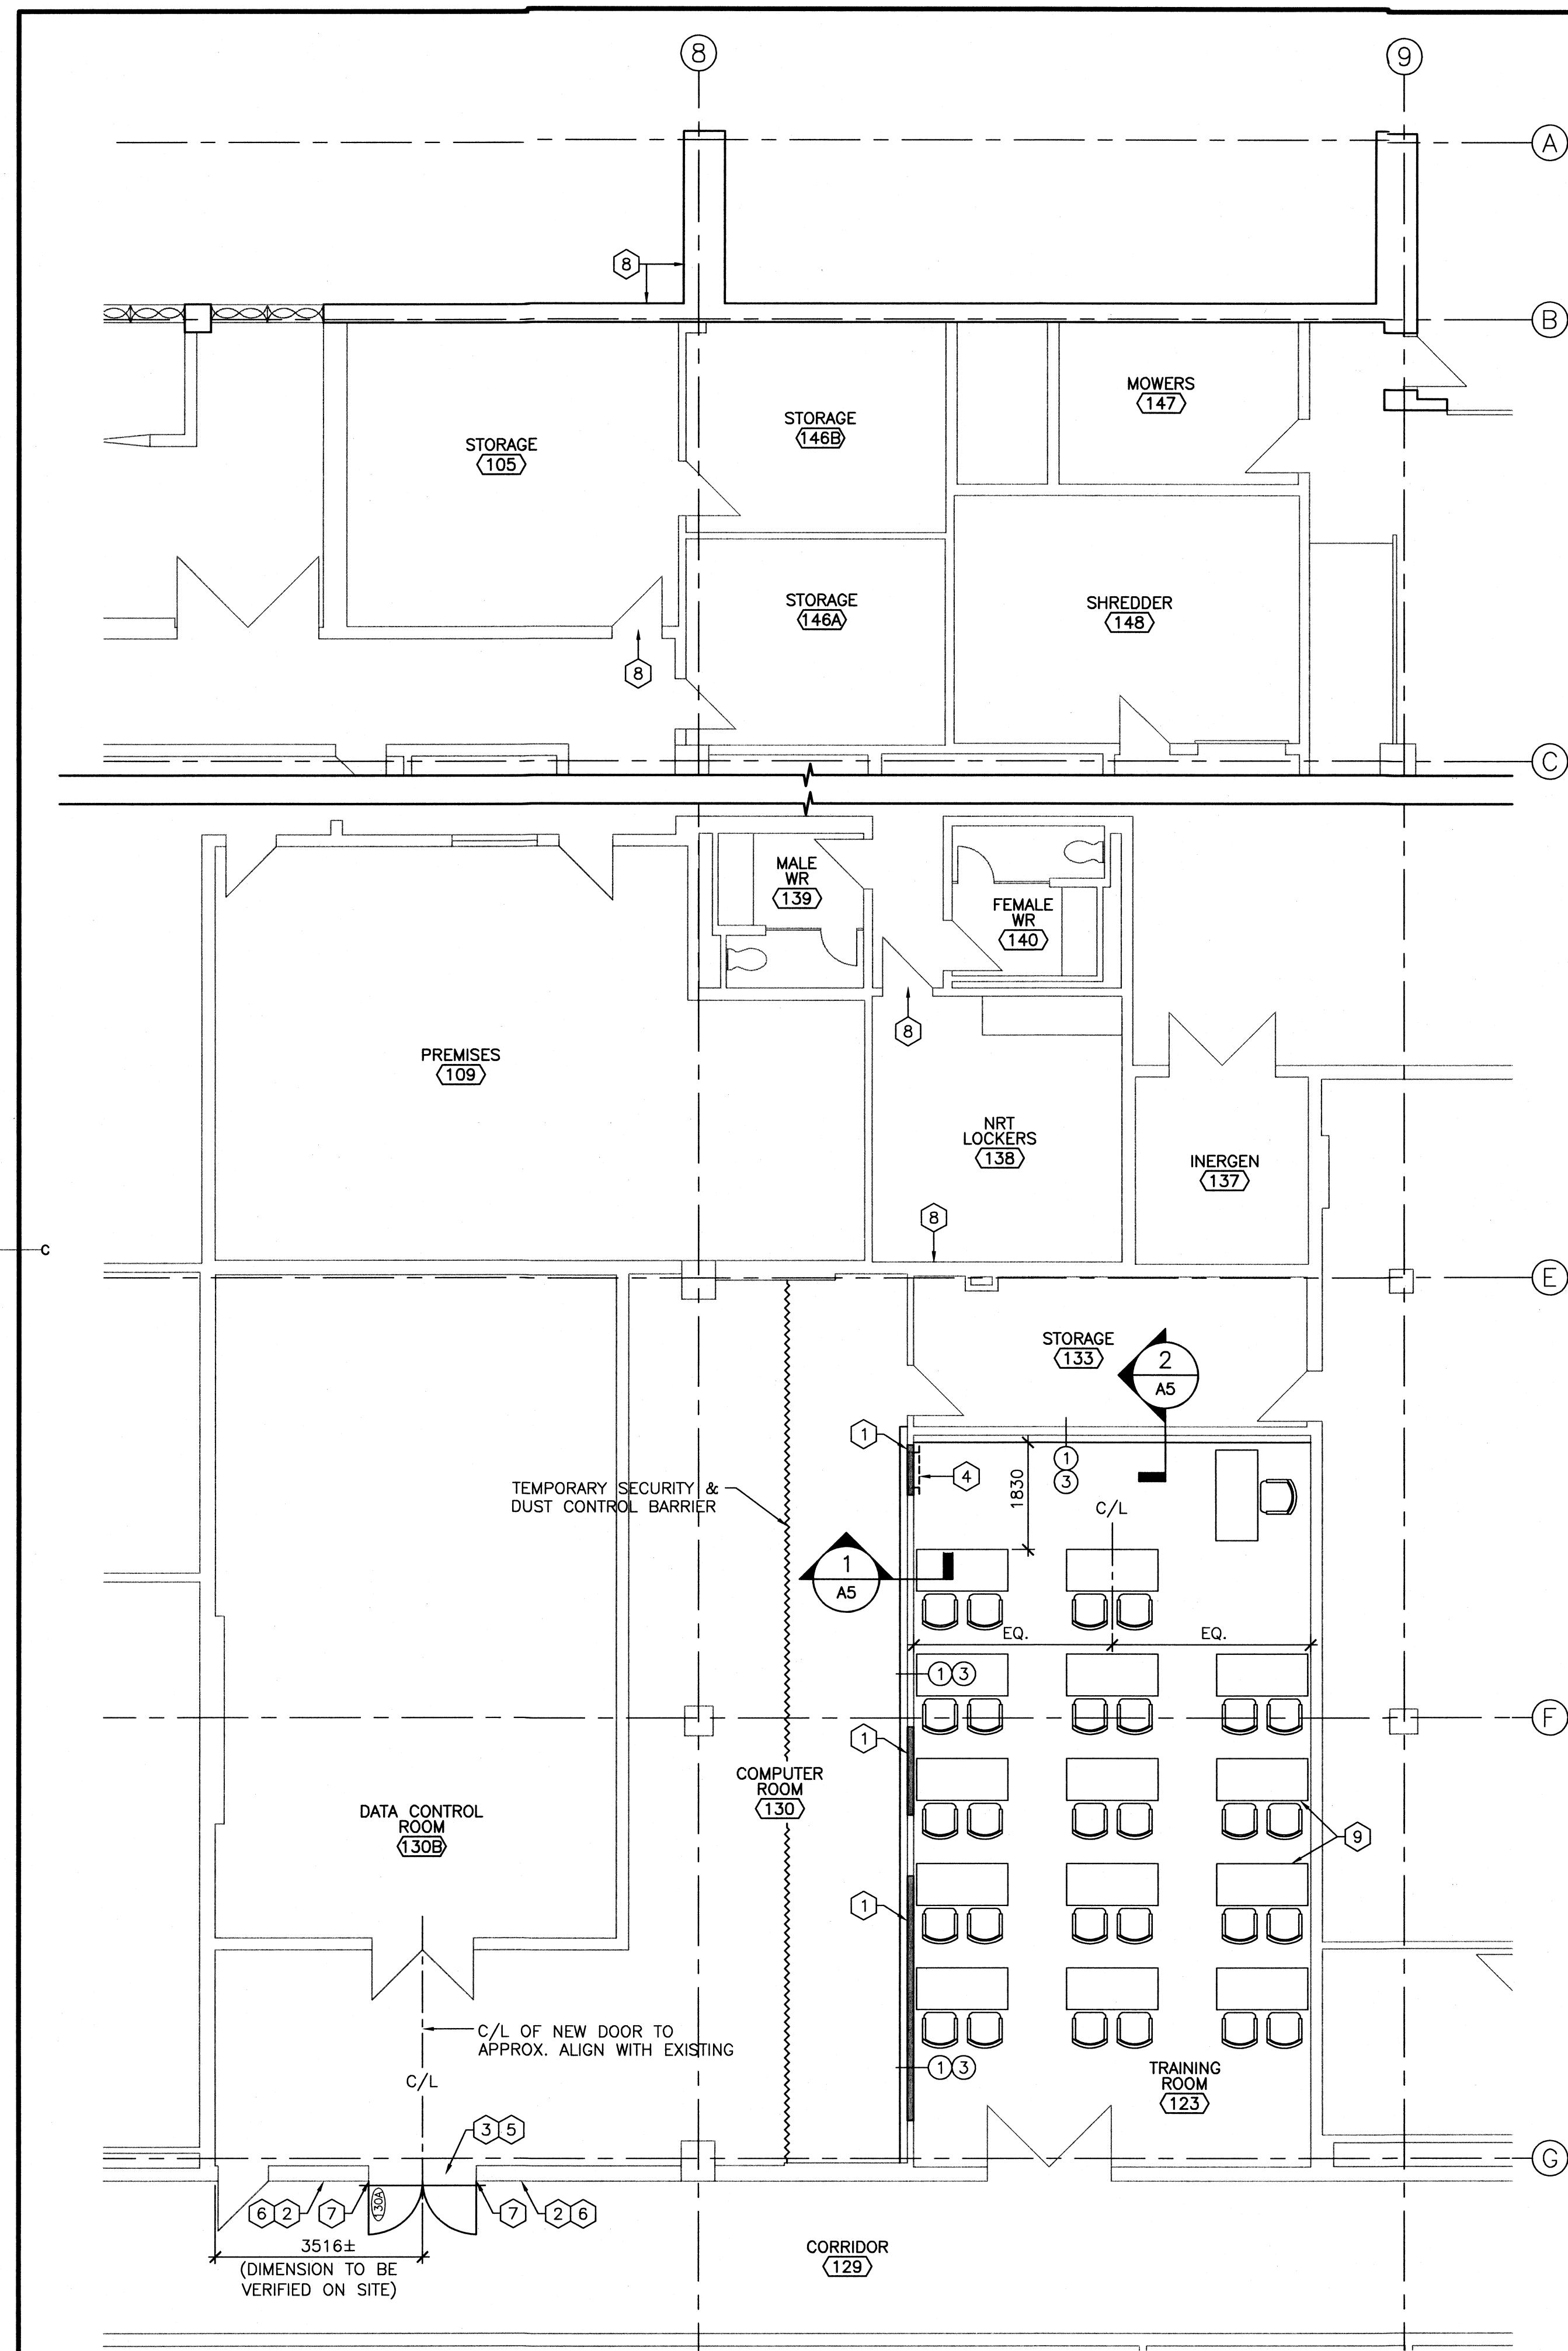 8
9
A
8
B
MOWERS
147
STORAGE
146B
STORAGE
105
STORAGE
146A
SHREDDER
148
8
C
MALE
WR
139
FEMALE
WR
140
8
PREMISES
109
NRT
LOCKERS
138
INERGEN
137
8
C
E
STORAGE
133
2
A5
1
1
3
4
1830
TEMPORARY SECURITY &
DUST CONTROL BARRIER
C/L
1
A5
EQ.
EQ.
1 3
F
1
COMPUTER
ROOM
130
DATA CONTROL
ROOM
130B
9
1
C/L OF NEW DOOR TO
APPROX. ALIGN WITH EXISTING
1 3
TRAINING
ROOM
123
C/L
3 5
G
6 2
7
130A
7
2 6
3516±
(DIMENSION TO BE
VERIFIED ON SITE)
CORRIDOR
129